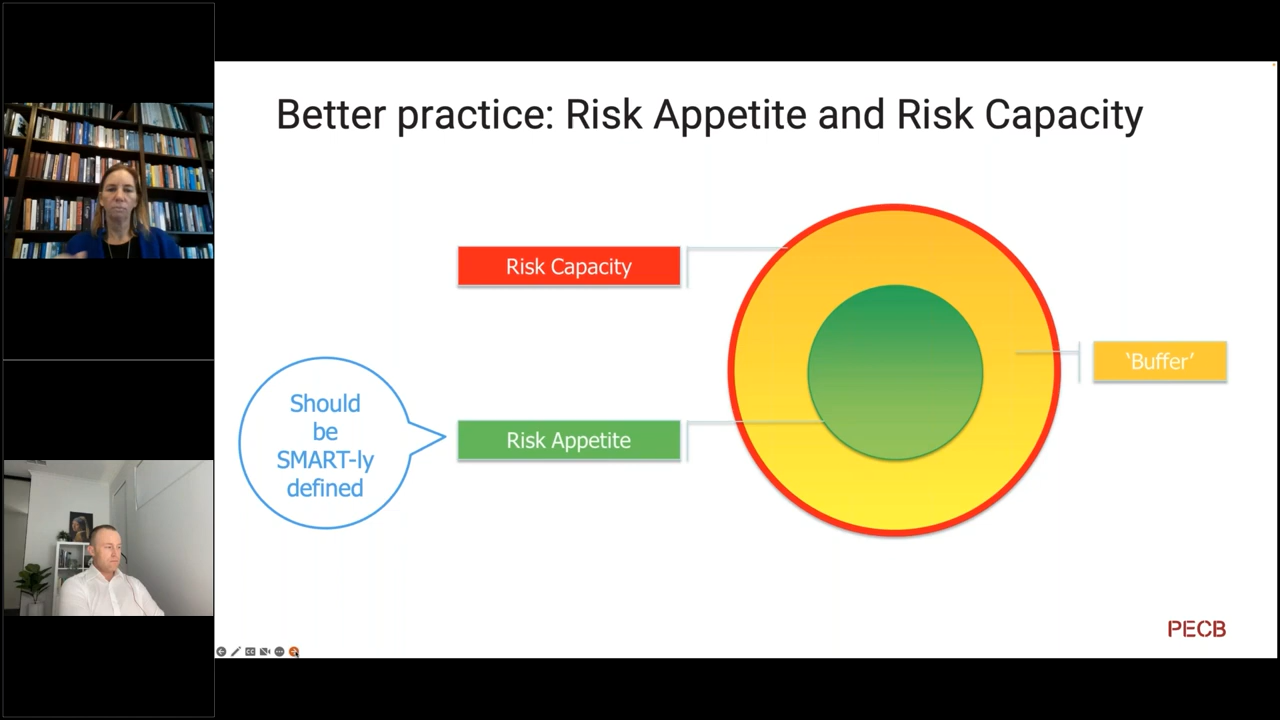 Better practice: Risk Appetite and Risk Capacity
Risk Capacity
‘Buffer’
Should
be
SMART-ly
defined
Risk Appetite
PECB